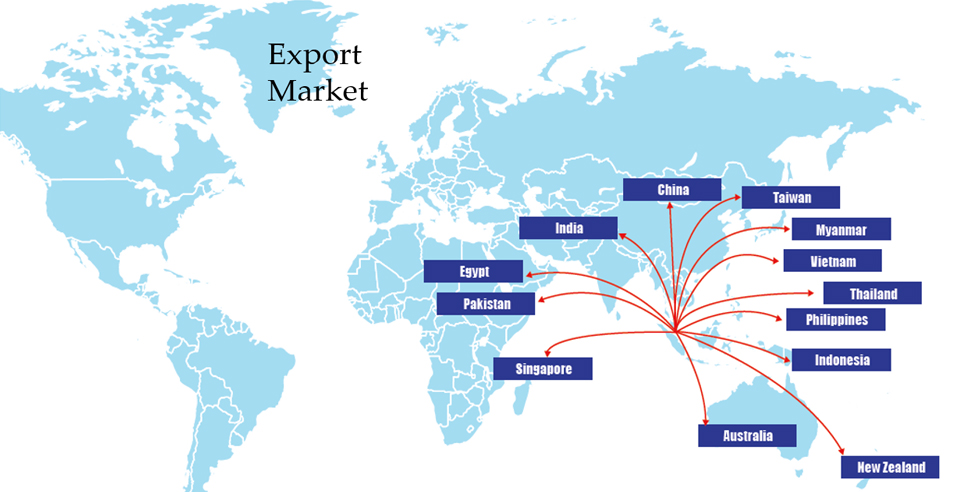 Export
Market
China
Taiwan
India
Myanmar
Vietnam
Egypt
Thailand
Pakistan
Philippines
Indonesia
Singapore
Australia
New Zealand